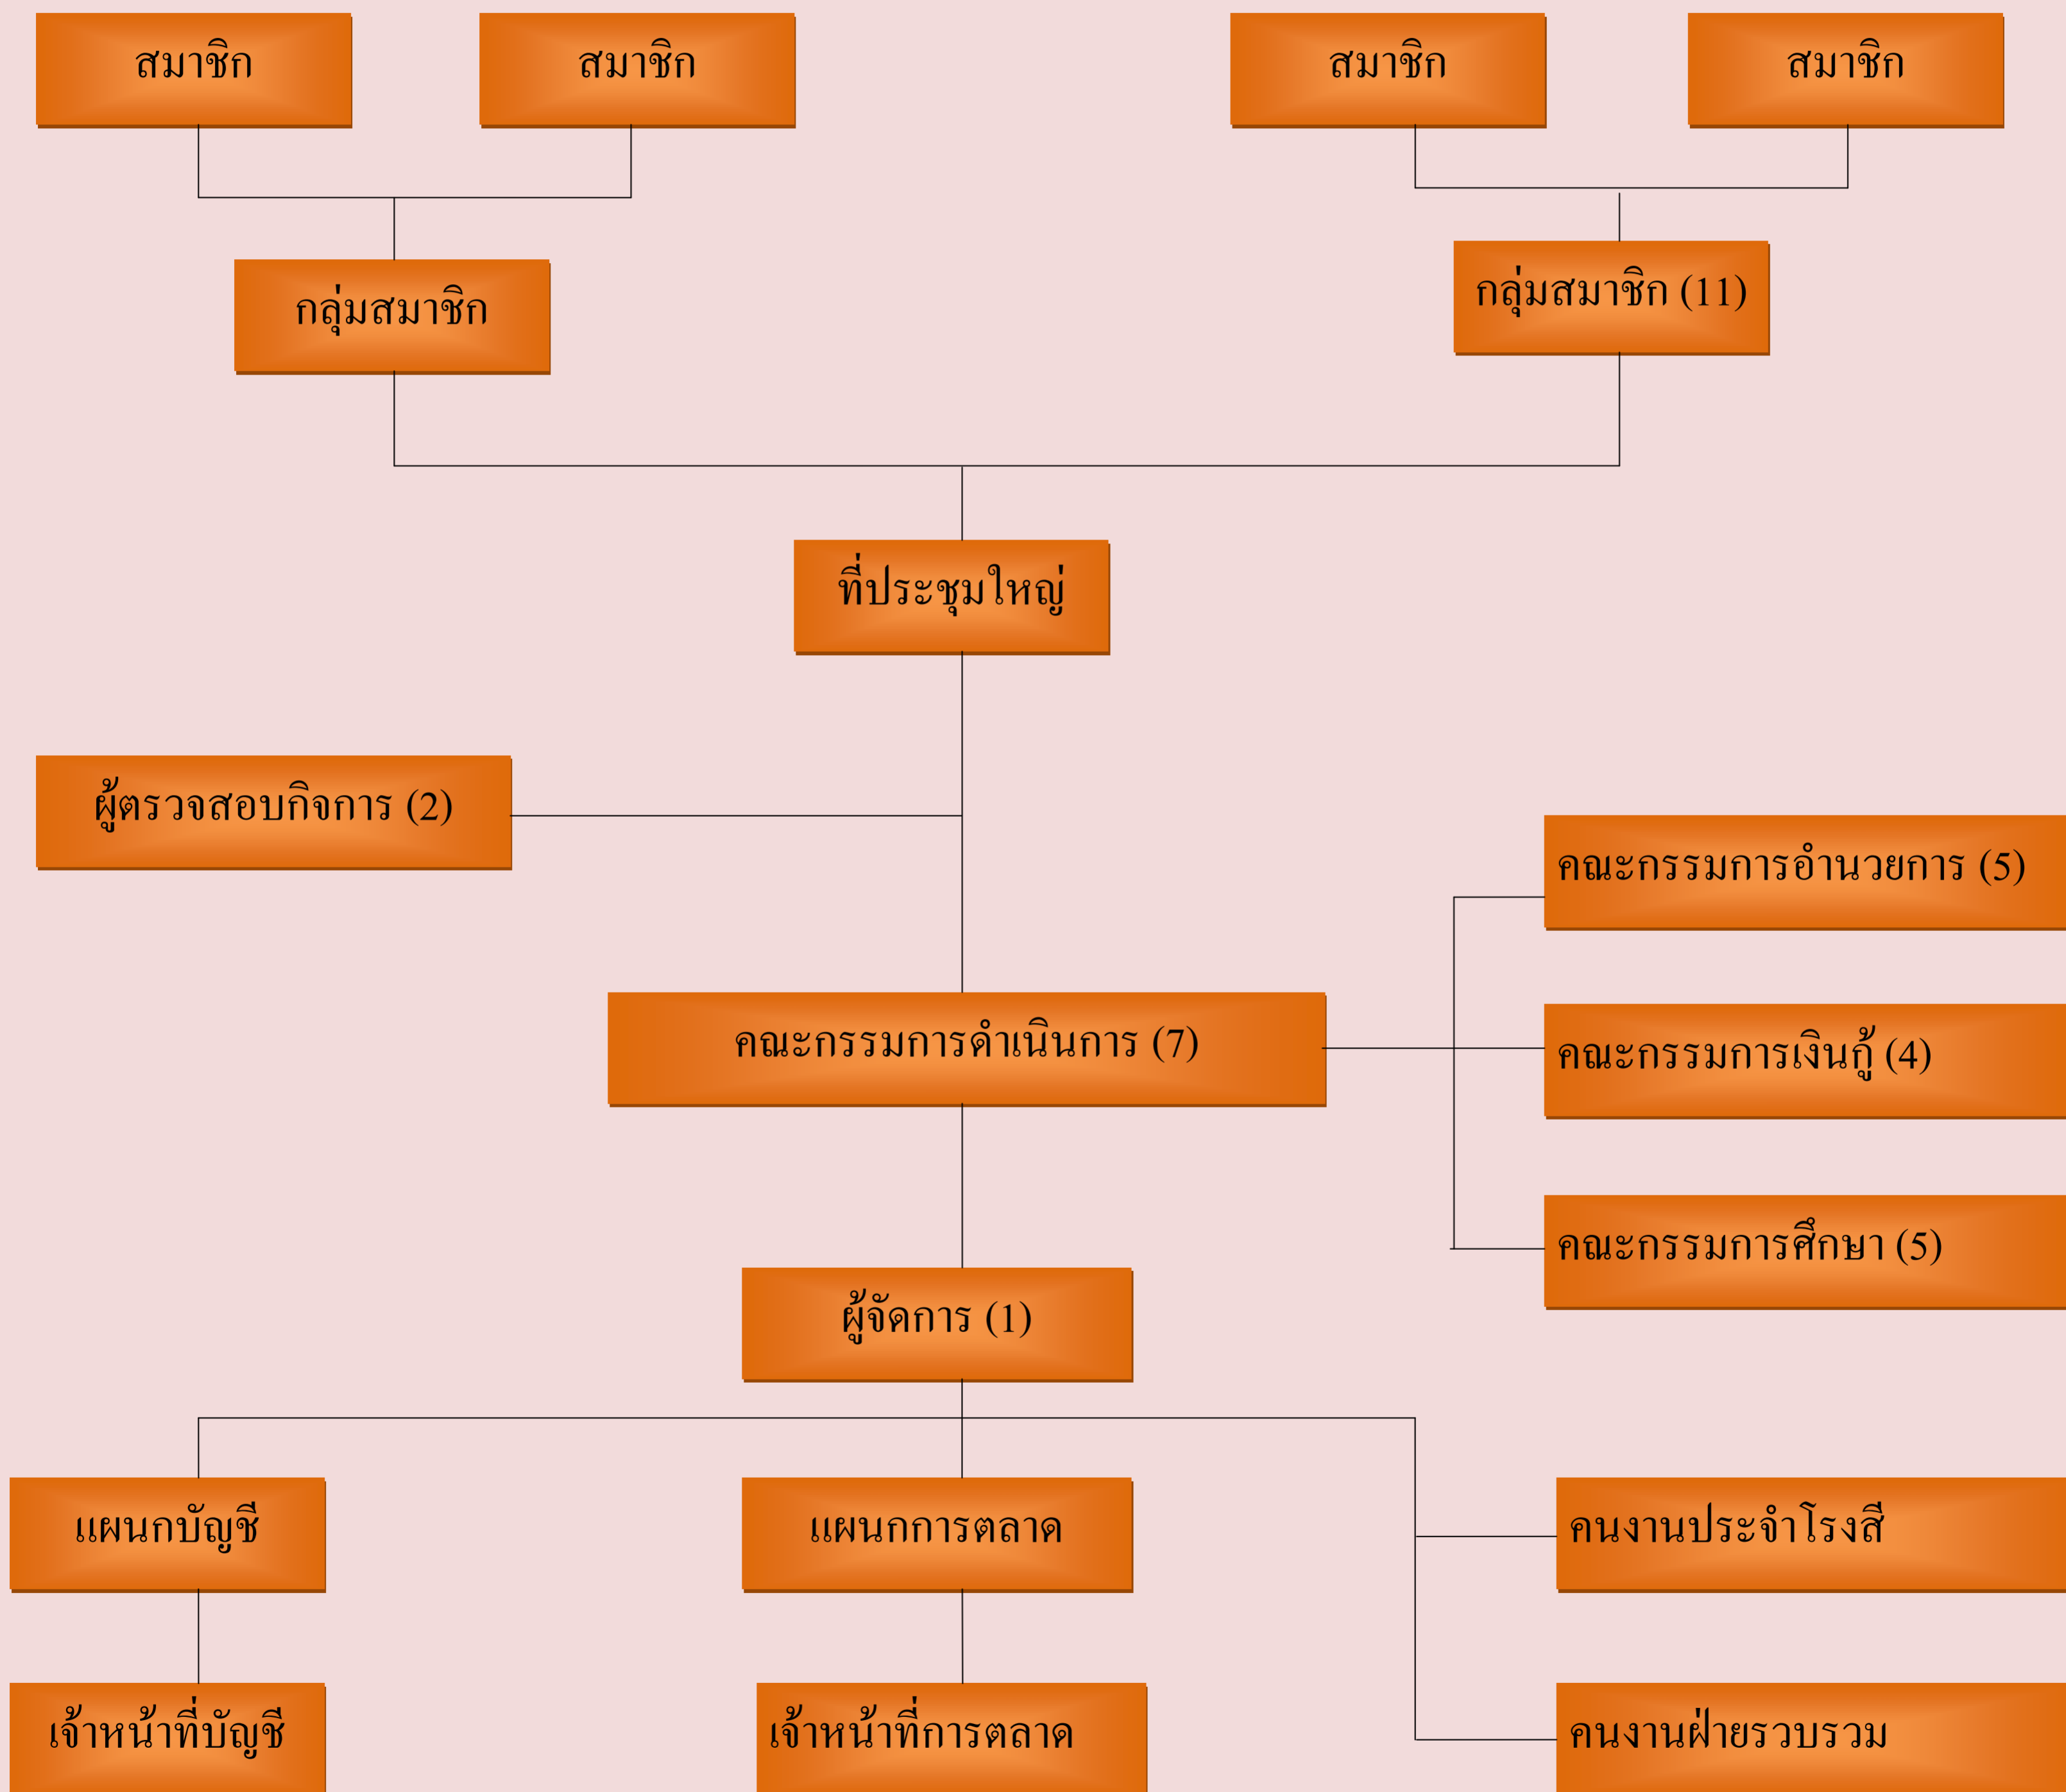 สมาชิก
สมาชิก
สมาชิก
สมาชิก
กลุ่มสมาชิก
กลุ่มสมาชิก (11)
ที่ประชุมใหญ่
ผู้ตรวจสอบกิจการ (2)
คณะกรรมการอำนวยการ (5)
คณะกรรมการดำเนินการ (7)
คณะกรรมการเงินกู้ (4)
คณะกรรมการศึกษา (5)
ผู้จัดการ (1)
แผนกบัญชี
แผนกการตลาด
คนงานประจำโรงสี
เจ้าหน้าที่บัญชี
เจ้าหน้าที่การตลาด
คนงานฝ่ายรวบรวม